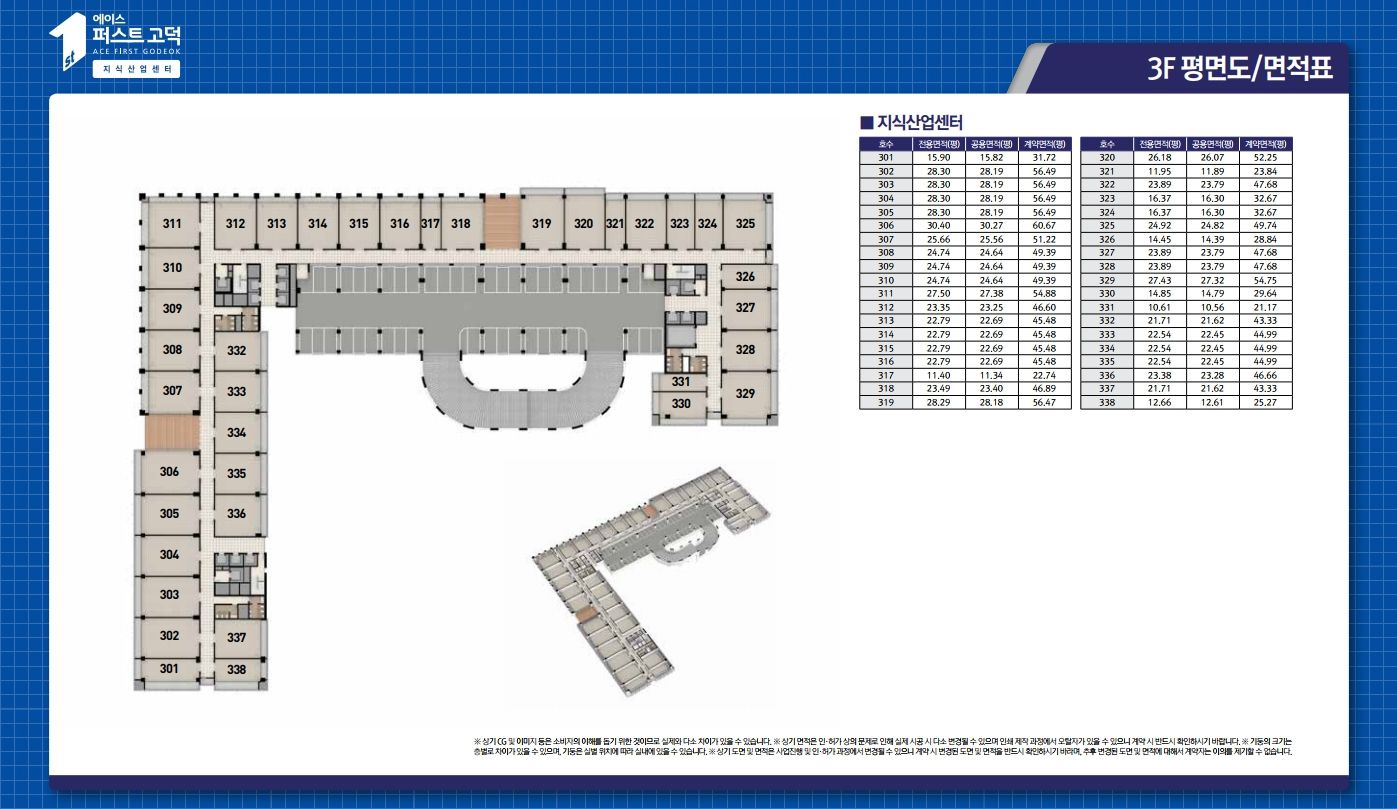 에이스
퍼스트 고덕
ACE FIRST GODEOK
1st
지식산업센터
3F 평면도/면적표
■ 지식산업센터
호수 전용면적(평) 공용면적(평) 계약면적(평)
301 15.90 15.82 31.72
302 28.30 28.19 56.49
303 28.30 28.19 56.49
304 28.30 28.19 56.49
305 28.30 28.19 56.49
306 30.40 30.27 60.67
307 25.66 25.56 51.22
308 24.74 24.64 49.39
309 24.74 24.64 49.39
310 24.74 24.64 49.39
311 27.50 27.38 54.88
312 23.35 23.25 46.60
313 22.79 22.69 45.48
314 22.79 22.69 45.48
315 22.79 22.69 45.48
316 22.79 22.69 45.48
317 11.40 11.34 22.74
318 23.49 23.40 46.89
319 28.29 28.18 56.47
호수 전용면적(평) 공용면적(평) 계약면적(평)
320 26.18 26.07 52.25
321 11.95 11.89 23.84
322 23.89 23.79 47.68
323 16.37 16.30 32.67
324 16.37 16.30 32.67
325 24.92 24.82 49.74
326 14.45 14.39 28.84
327 23.89 23.79 47.68
328 23.89 23.79 47.68
329 27.43 27.32 54.75
330 14.85 14.79 29.64
331 10.61 10.56 21.17
332 21.71 21.62 43.33
333 22.54 22.45 44.99
334 22.54 22.45 44.99
335 22.54 22.45 44.99
336 23.38 23.28 46.66
337 21.71 21.62 43.33
338 12.66 12.61 25.27
311 312 313 314 315 316 317 318 319 320 321 322 323 324 325
310 326
309 327
308 332 328
307 333 331 329
330
334
306 335
305 336
304
303
302 337
301 338
※ 상기 CG 및 이미지 등은 소비자의 이해를 돕기 위한 것이므로 실제와 다소 차이가 있을 수 있습니다. ※ 상기 면적은 인·허가 상의 문제로 인해 실제 시공 시 다소 변경될 수 있으며 인쇄 제작 과정에서 오탈자가 있을 수 있으니 계약 시 반드시 확인하시기 바랍니다. ※ 기둥의 크기는
층별로 차이가 있을 수 있으며, 기둥은 실별 위치에 따라 실내에 있을 수 있습니다. ※ 상기 도면 및 면적은 사업진행 및 인·허가 과정에서 변경될 수 있으니 계약 시 변경된 도면 및 면적을 반드시 확인하시기 바라며, 추후 변경된 도면 및 면적에 대해서 계약자는 이의를 제기할 수 없습니다.